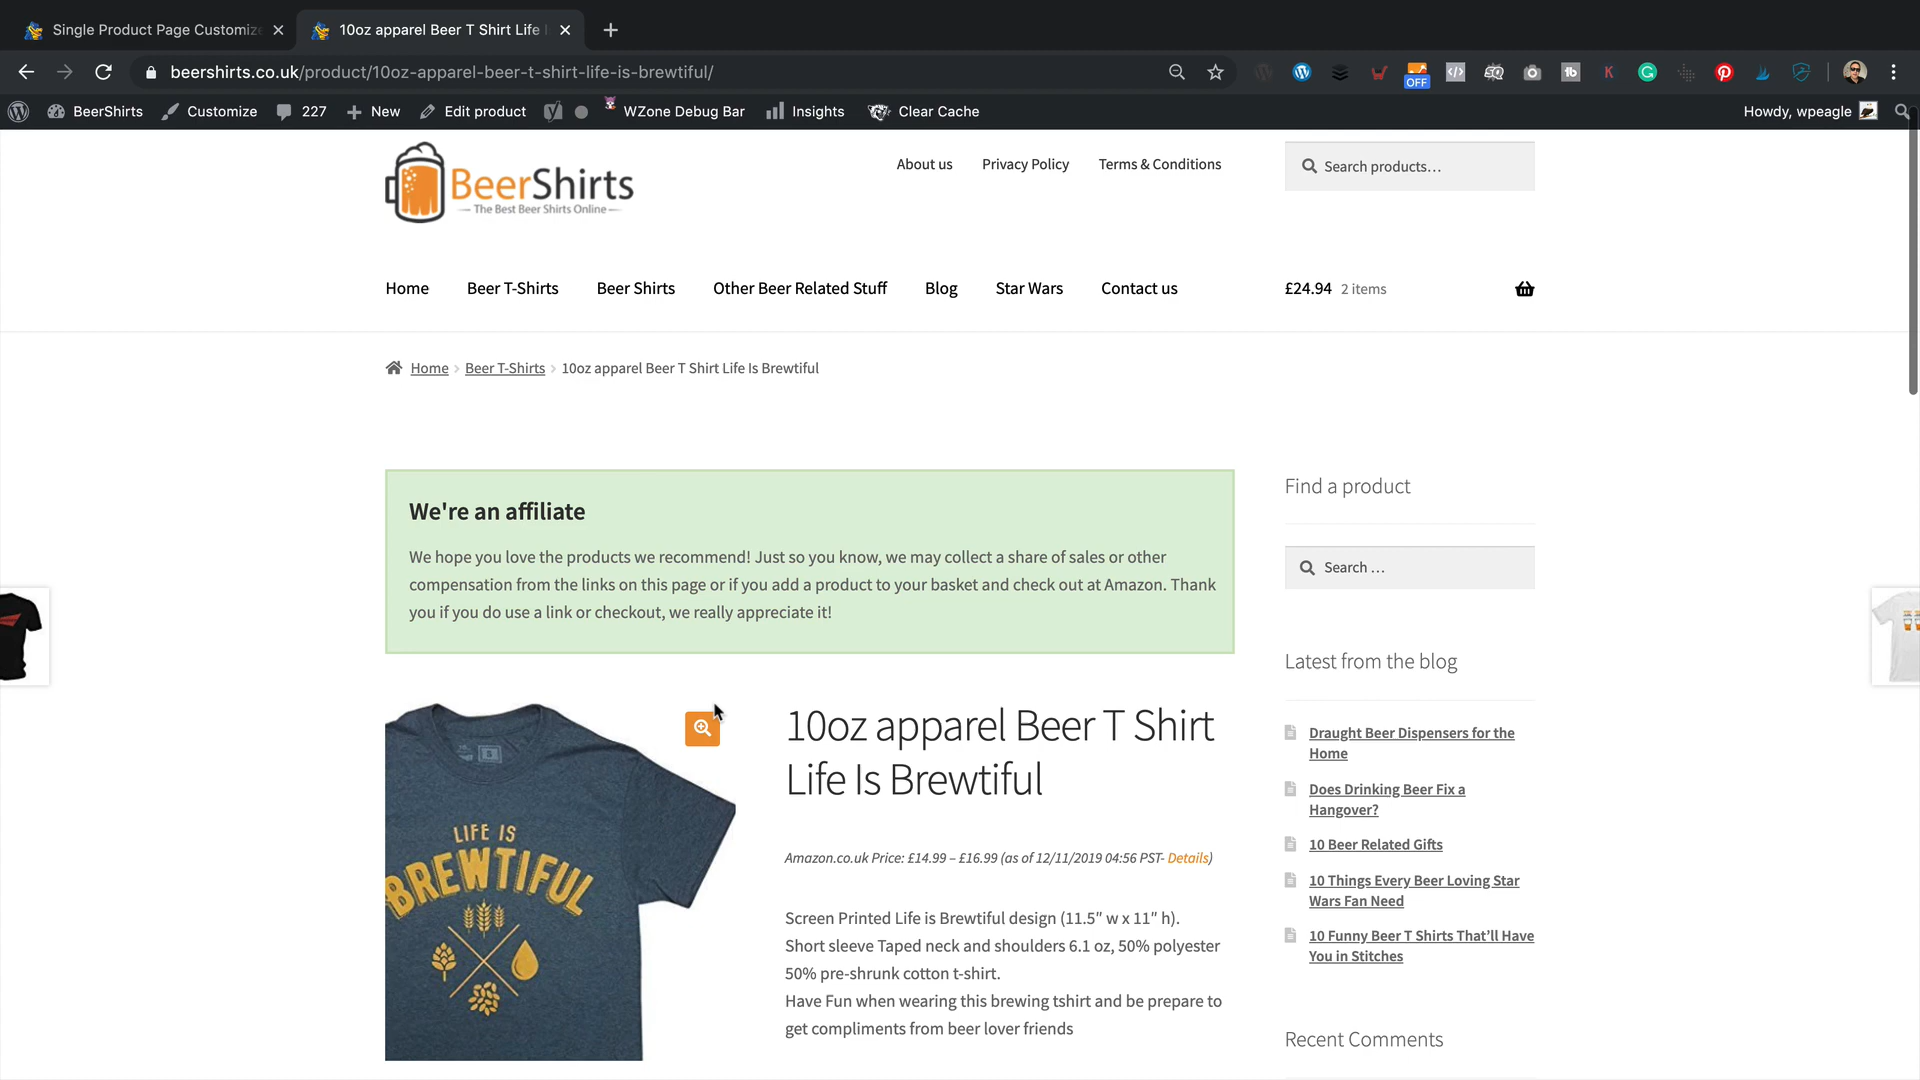 Single Product Page Customize
10oz apparel Beer T Shirt Life
beershirts.co.uk/product/10oz-apparel-beer-t-shirt-life-is-brewtiful/
OFF
BeerShirts
Customize
227
New
Edit product
WZone Debug Bar
Insights
Clear Cache
Howdy, wpeagle
BeerShirts
The Best Beer Shirts Online
About us
Privacy Policy
Terms & Conditions
Search products…
Home
Beer T-Shirts
Beer Shirts
Other Beer Related Stuff
Blog
Star Wars
Contact us
£24.94 2 items
Home > Beer T-Shirts > 10oz apparel Beer T Shirt Life Is Brewtiful
We're an affiliate
We hope you love the products we recommend! Just so you know, we may collect a share of sales or other
compensation from the links on this page or if you add a product to your basket and check out at Amazon. Thank
you if you do use a link or checkout, we really appreciate it!
LIFE IS
BREWTIFUL
10oz apparel Beer T Shirt
Life Is Brewtiful
Amazon.co.uk Price: £14.99 – £16.99 (as of 12/11/2019 04:56 PST- Details)
Screen Printed Life is Brewtiful design (11.5″ w x 11″ h).
Short sleeve Taped neck and shoulders 6.1 oz, 50% polyester
50% pre-shrunk cotton t-shirt.
Have Fun when wearing this brewing tshirt and be prepare to
get compliments from beer lover friends
Find a product
Search …
Latest from the blog
Draught Beer Dispensers for the
Home
Does Drinking Beer Fix a
Hangover?
10 Beer Related Gifts
10 Things Every Beer Loving Star
Wars Fan Need
10 Funny Beer T Shirts That’ll Have
You in Stitches
Recent Comments